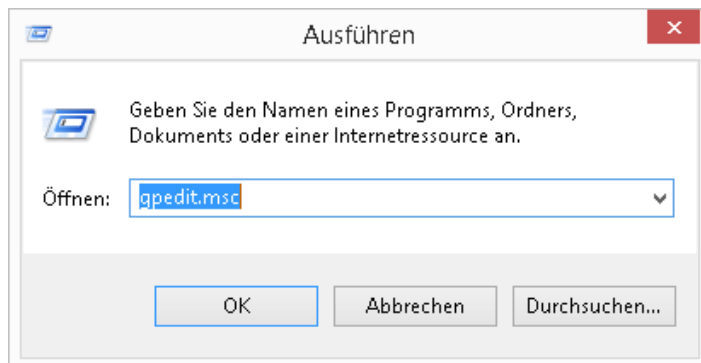 Ausführen
Geben Sie den Namen eines Programms, Ordners,
Dokuments oder einer Internetressource an.
Öffnen: gpedit.msc
OK Abbrechen Durchsuchen...